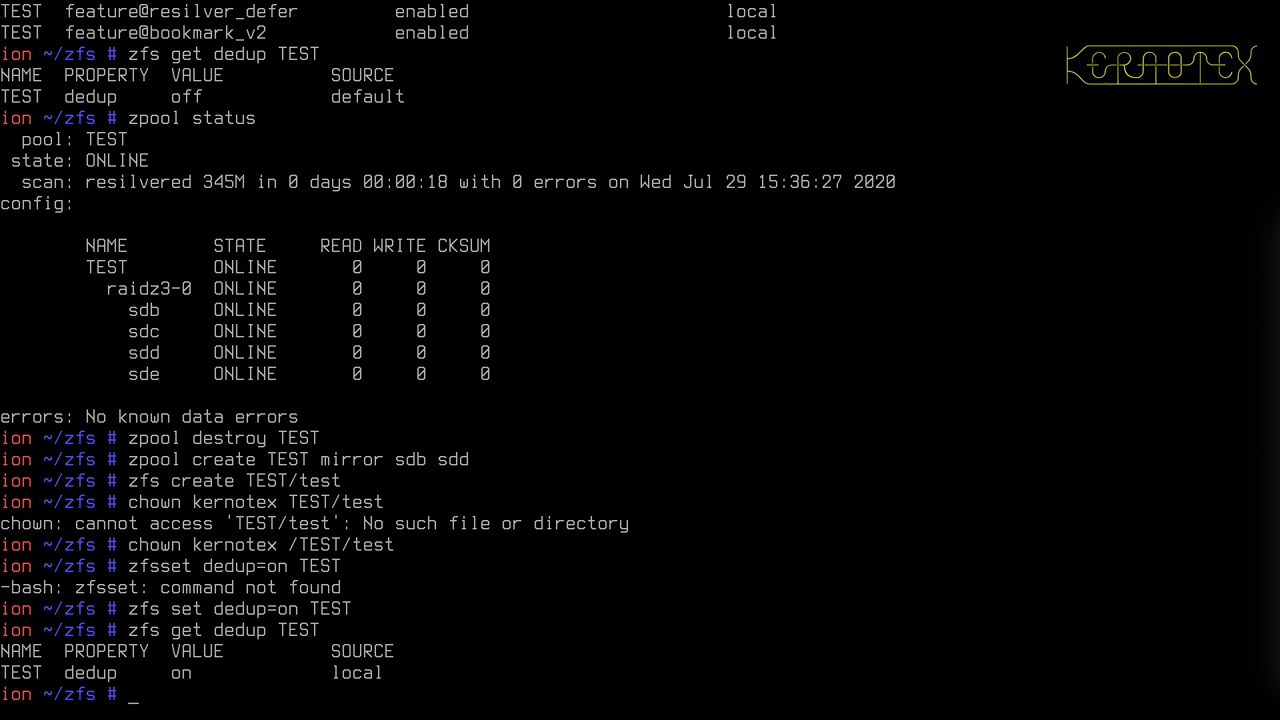 TEST  feature@resilver_defer         enabled                        local
TEST  feature@bookmark_v2            enabled                        local
ion ~/zfs # zfs get dedup TEST
KERNOTEX
NAME  PROPERTY  VALUE          SOURCE
TEST  dedup     off            default
ion ~/zfs # zpool status
  pool: TEST
 state: ONLINE
  scan: resilvered 345M in 0 days 00:00:18 with 0 errors on Wed Jul 29 15:36:27 2020
config:
        NAME        STATE     READ WRITE CKSUM
        TEST        ONLINE       0     0     0
          raidz3-0  ONLINE       0     0     0
            sdb     ONLINE       0     0     0
            sdc     ONLINE       0     0     0
            sdd     ONLINE       0     0     0
            sde     ONLINE       0     0     0
errors: No known data errors
ion ~/zfs # zpool destroy TEST
ion ~/zfs # zpool create TEST mirror sdb sdd
ion ~/zfs # zfs create TEST/test
ion ~/zfs # chown kernotex TEST/test
chown: cannot access 'TEST/test': No such file or directory
ion ~/zfs # chown kernotex /TEST/test
ion ~/zfs # zfsset dedup=on TEST
-bash: zfsset: command not found
ion ~/zfs # zfs set dedup=on TEST
ion ~/zfs # zfs get dedup TEST
NAME  PROPERTY  VALUE          SOURCE
TEST  dedup     on             local
ion ~/zfs # _